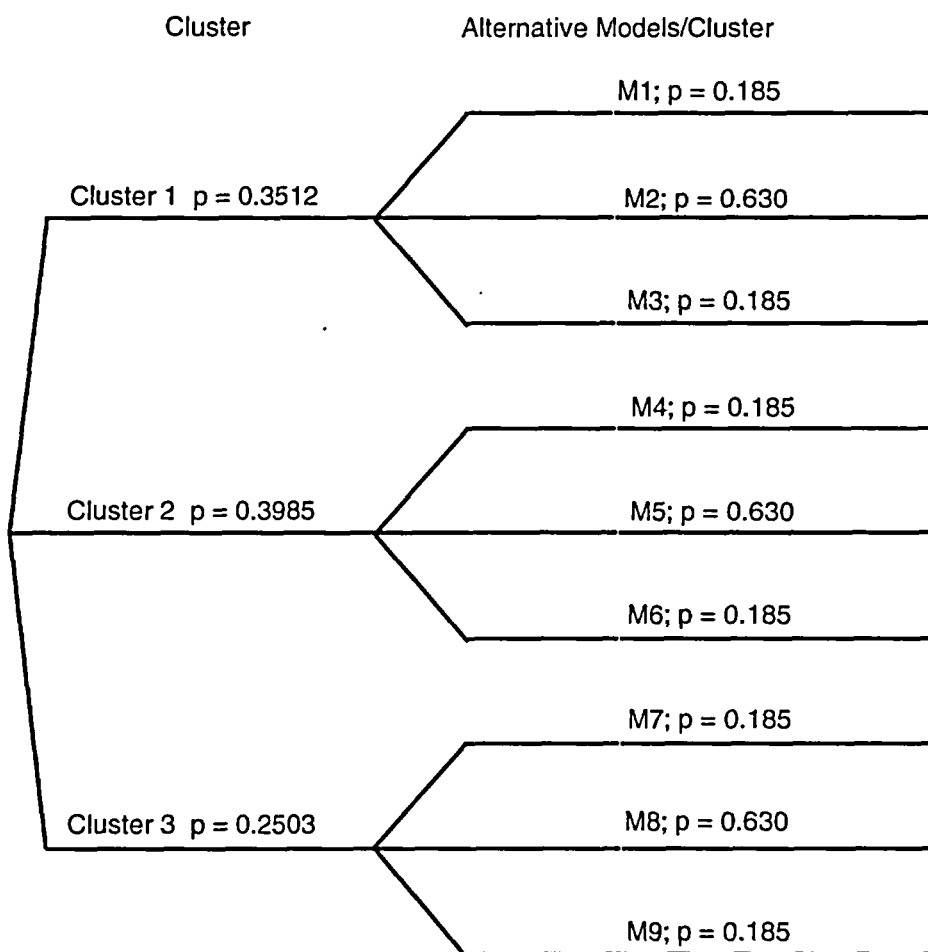 Cluster Alternative Models/Cluster
M1; p = 0.185
Cluster 1 p = 0.3512 M2; p = 0.630
M3; p = 0.185
M4; p = 0.185
Cluster 2 p = 0.3985 M5; p = 0.630
M6; p = 0.185
M7; p = 0.185
Cluster 3 p = 0.2503 M8; p = 0.630
M9; p = 0.185